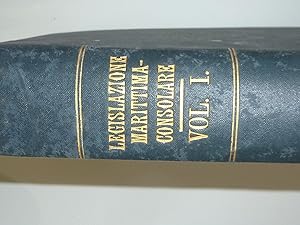 LEGISLAZIONE
MARITTIMA-
CONSOLARE
VOL. I.